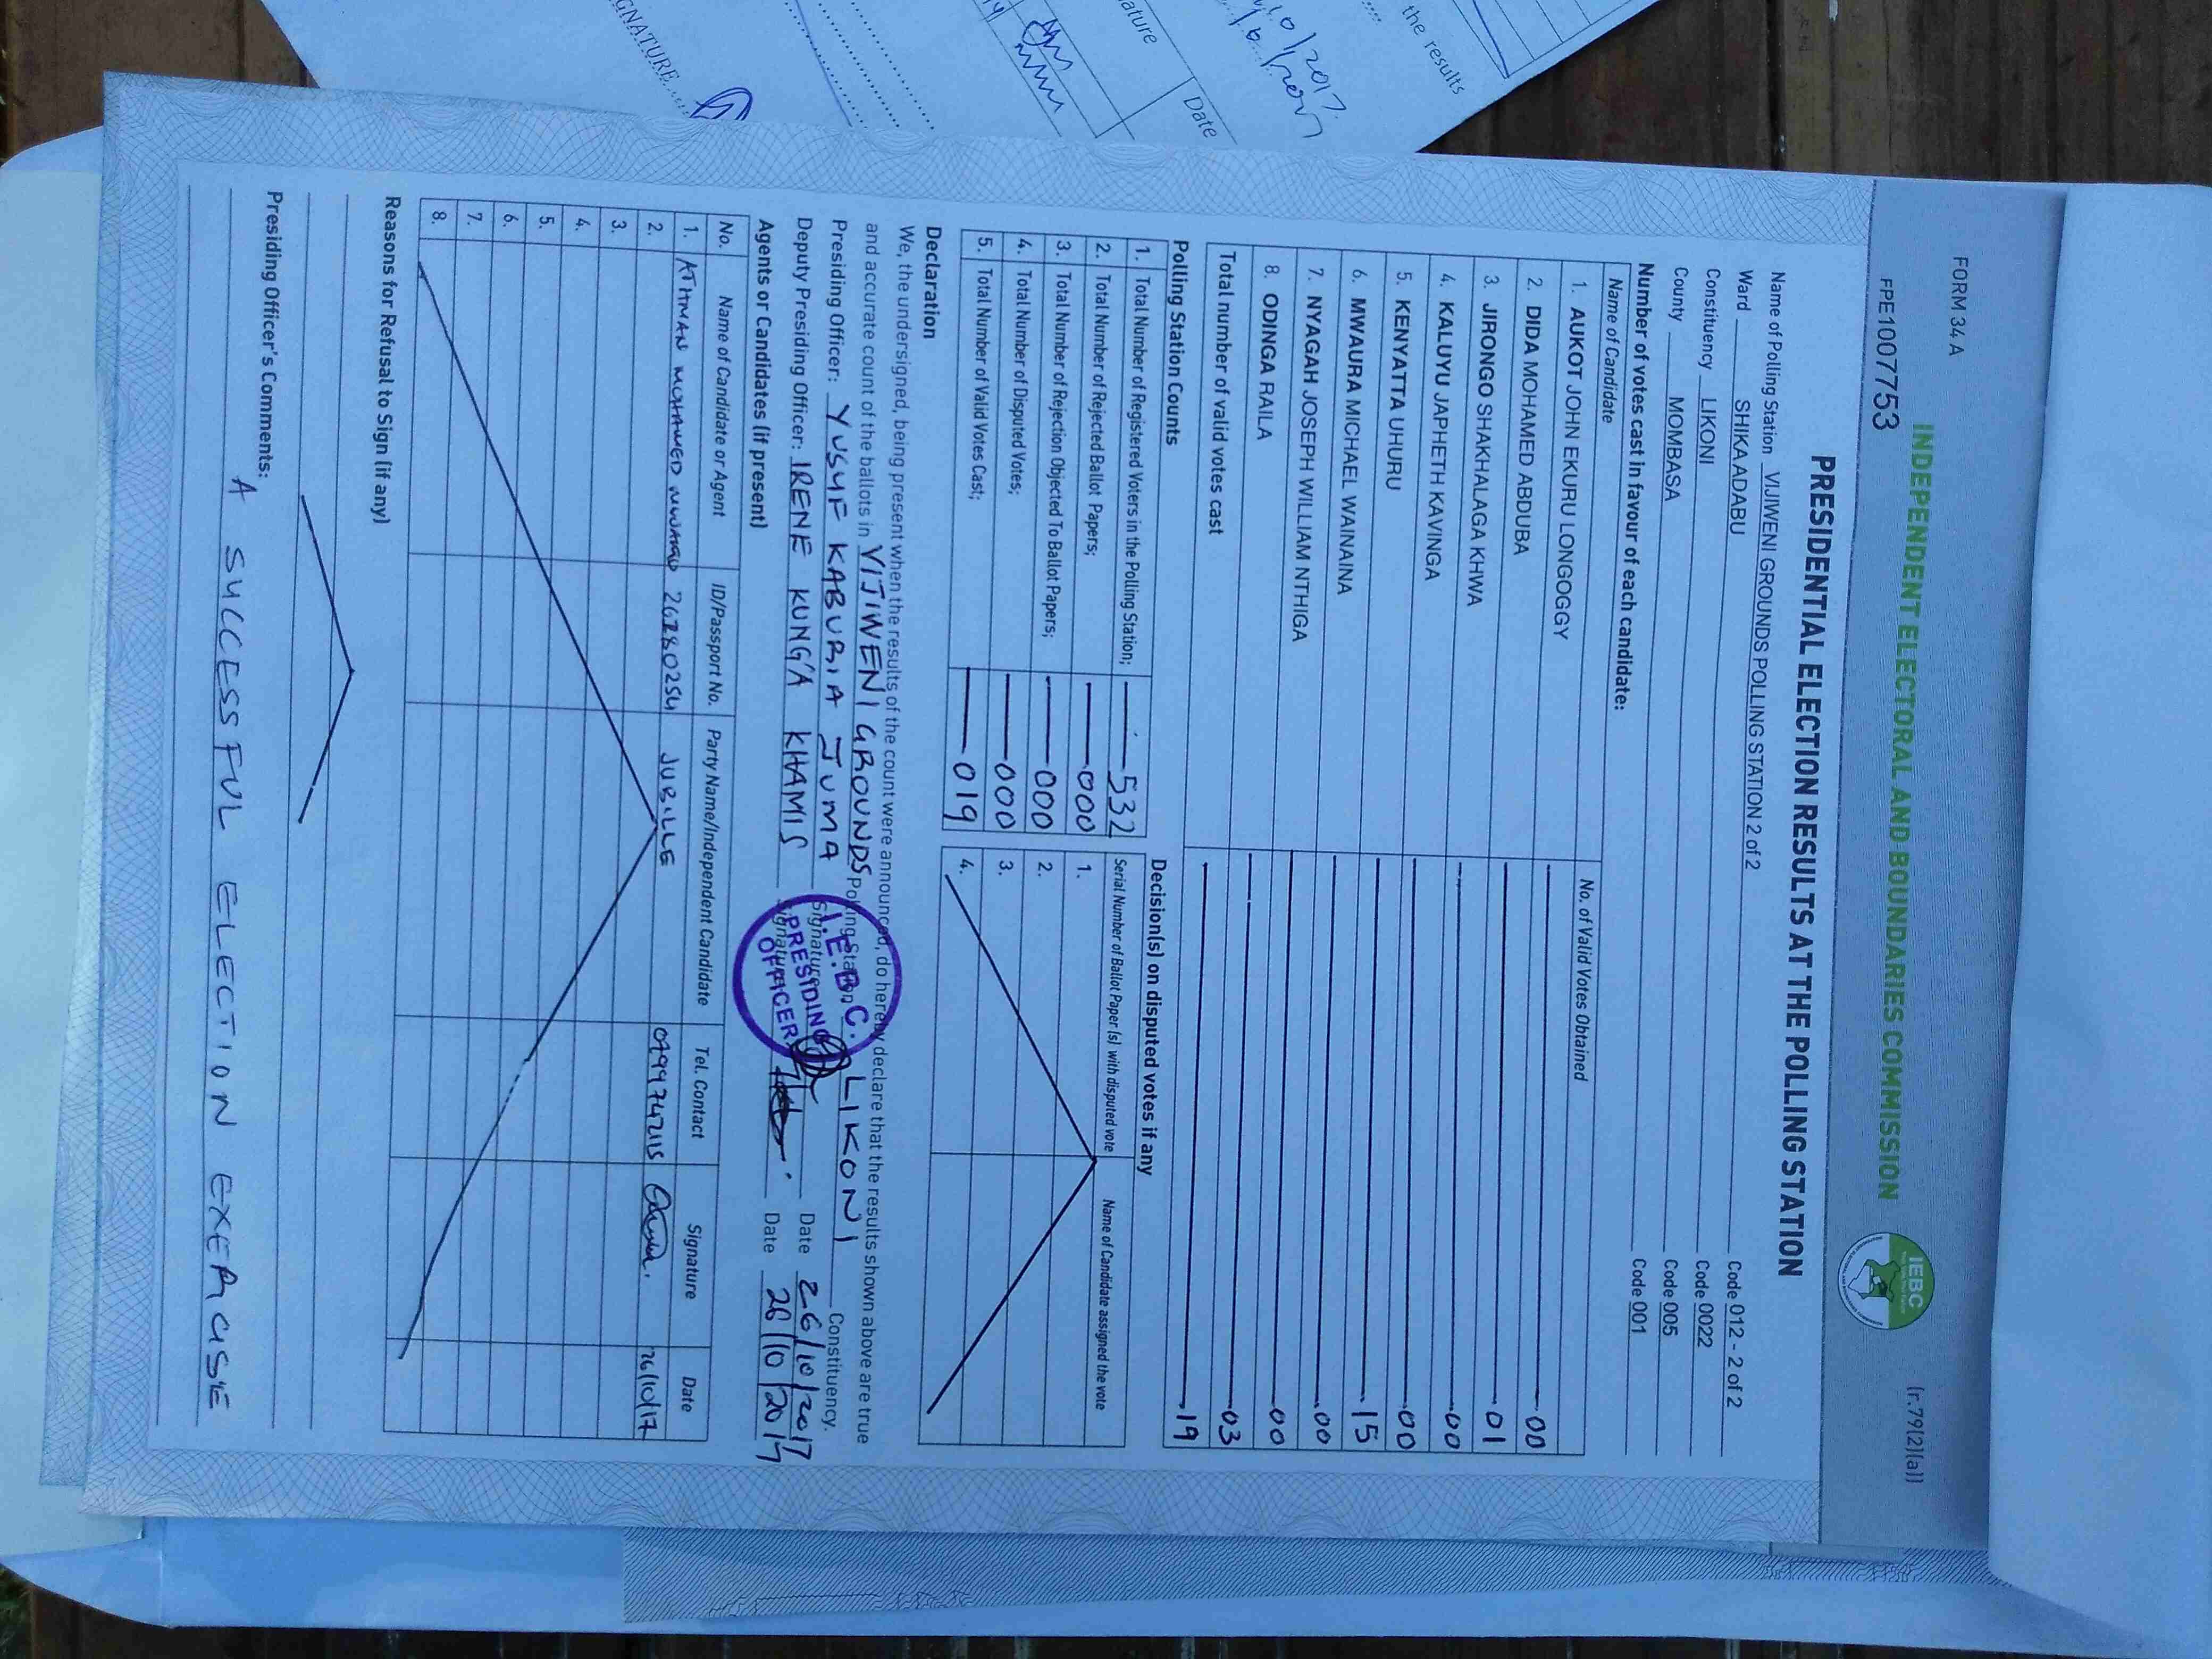 FORM 34 A
(r.79(2)(a))
INDEPENDENT ELECTORAL AND BOUNDARIES COMMISSION
IEBC
FPE1007753
PRESIDENTIAL ELECTION RESULTS AT THE POLLING STATION
Name of Polling Station VIJIWENI GROUNDS POLLING STATION 2 of 2 Code 012 - 2 of 2
Ward SHIKA ADABU Code 0022
Constituency LIKONI Code 005
County MOMBASA Code 001
Number of votes cast in favour of each candidate:
Name of Candidate No. of Valid Votes Obtained
1. AUKOT JOHN EKURU LONGOGGY 00
2. DIDA MOHAMED ABDUBA 01
3. JIRONGO SHAKHALAGA KHWA 00
4. KALUYU JAPHETH KAVINGA 00
5. KENYATTA UHURU 15
6. MWAURA MICHAEL WAINAINA 00
7. NYAGAH JOSEPH WILLIAM NTHIGA 00
8. ODINGA RAILA 03
Total number of valid votes cast 19
Polling Station Counts
1. Total Number of Registered Voters in the Polling Station; 532
2. Total Number of Rejected Ballot Papers; 000
3. Total Number of Rejection Objected To Ballot Papers; 000
4. Total Number of Disputed Votes; 000
5. Total Number of Valid Votes Cast; 019
Decision(s) on disputed votes if any
Serial Number of Ballot Paper (s) with disputed vote Name of Candidate assigned the vote
1.
2.
3.
4.
Declaration
We, the undersigned, being present when the results of the count were announced, do hereby declare that the results shown above are true
and accurate count of the ballots in VIJIWENI GROUNDS Polling Station, LIKONI Constituency.
Presiding Officer: YUSUF KABURIA JUMA Signature Date 26/10/2017
Deputy Presiding Officer: IRENE KUNG'A KHAMIS Signature Date 26/10/2017
I.E.B.C.
PRESIDING
OFFICER
Agents or Candidates (if present)
No. Name of Candidate or Agent ID/Passport No. Party Name/Independent Candidate Tel. Contact Signature Date
1. ATHMAN MOHAMED 26780254 JUBILLE 0799742115 26/10/17
2.
3.
4.
5.
6.
7.
8.
Reasons for Refusal to Sign (if any)
Presiding Officer's Comments:
A SUCCESSFUL ELECTION EXERCISE
the results
Date
SIGNATURE